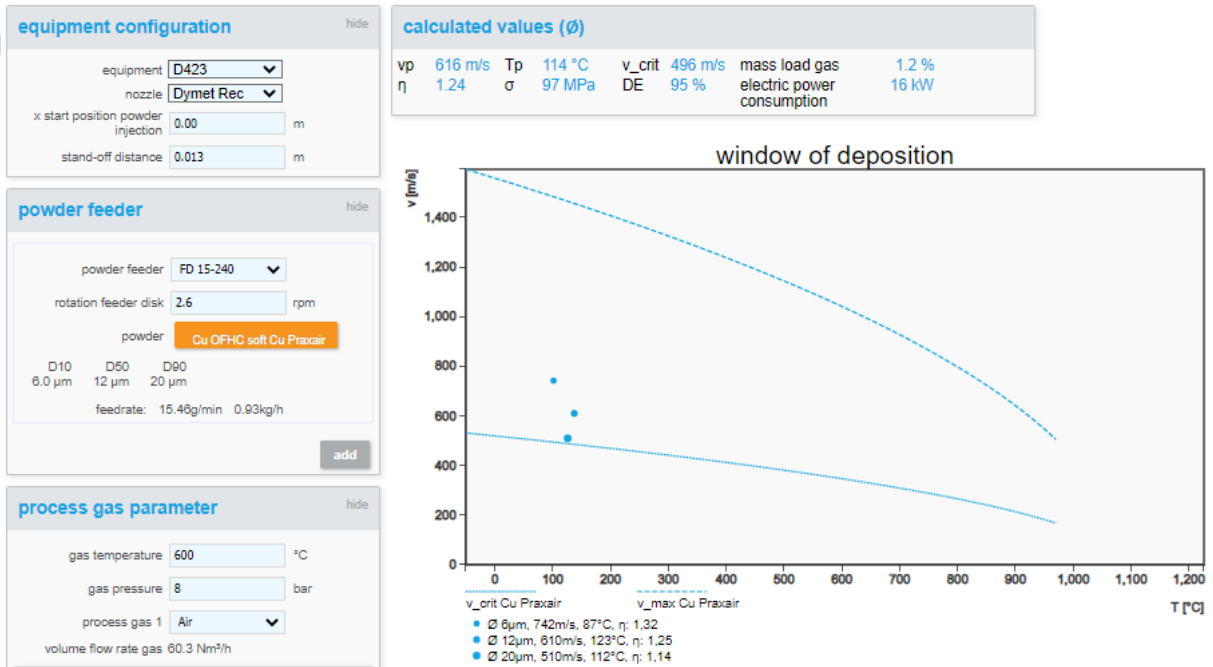 equipment configuration hide
equipment D423
nozzle Dymet Rec
x start position powder
injection 0.00 m
stand-off distance 0.013 m
powder feeder hide
powder feeder FD 15-240
rotation feeder disk 2.6 rpm
powder Cu OFHC soft Cu Praxair
D10 D50 D90
6.0 µm 12 µm 20 µm
feedrate: 15.46g/min 0.93kg/h
add
process gas parameter hide
gas temperature 600 °C
gas pressure 8 bar
process gas 1 Air
volume flow rate gas 60.3 Nm³/h
calculated values (Ø)
vp 616 m/s Tp 114 °C v_crit 496 m/s mass load gas 1.2 %
η 1.24 σ 97 MPa DE 95 % electric power 16 kW
consumption
window of deposition
v [m/s]
1,400
1,200
1,000
800
600
400
200
0
0 100 200 300 400 500 600 700 800 900 1,000 1,100 1,200
T [°C]
v_crit Cu Praxair v_max Cu Praxair
Ø 6µm, 742m/s, 87°C, η: 1,32
Ø 12µm, 610m/s, 123°C, η: 1,25
Ø 20µm, 510m/s, 112°C, η: 1,14